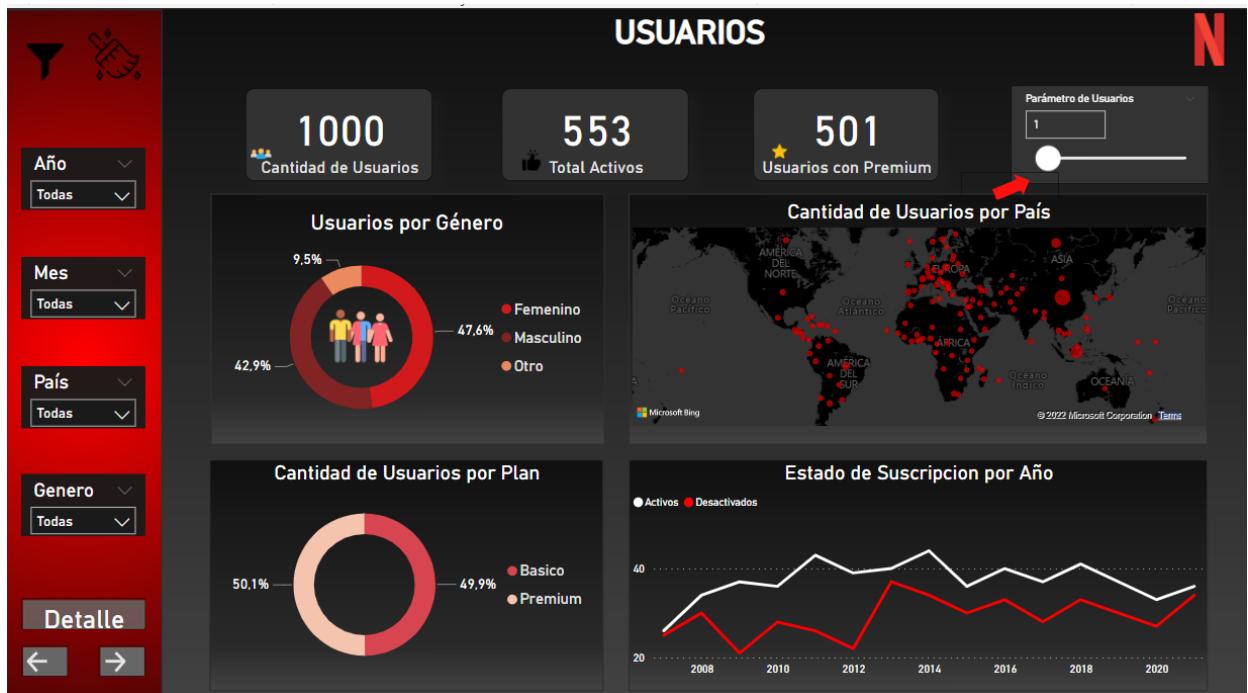 USUARIOS
N
1000
Cantidad de Usuarios
553
Total Activos
501
Usuarios con Premium
Parámetro de Usuarios
1
Año
Todas
Mes
Todas
País
Todas
Genero
Todas
Detalle
Usuarios por Género
9,5%
47,6%
42,9%
Femenino
Masculino
Otro
Cantidad de Usuarios por País
AMÉRICA
DEL
NORTE
EUROPA
ASIA
Océano
Pacífico
Océano
Atlántico
Océano
Pacífico
ÁFRICA
AMÉRICA
DEL
SUR
Océano
Índico
OCEANÍA
Microsoft Bing
© 2022 Microsoft Corporation Terms
Cantidad de Usuarios por Plan
50,1%
49,9%
Basico
Premium
Estado de Suscripcion por Año
Activos Desactivados
40
20
2008 2010 2012 2014 2016 2018 2020